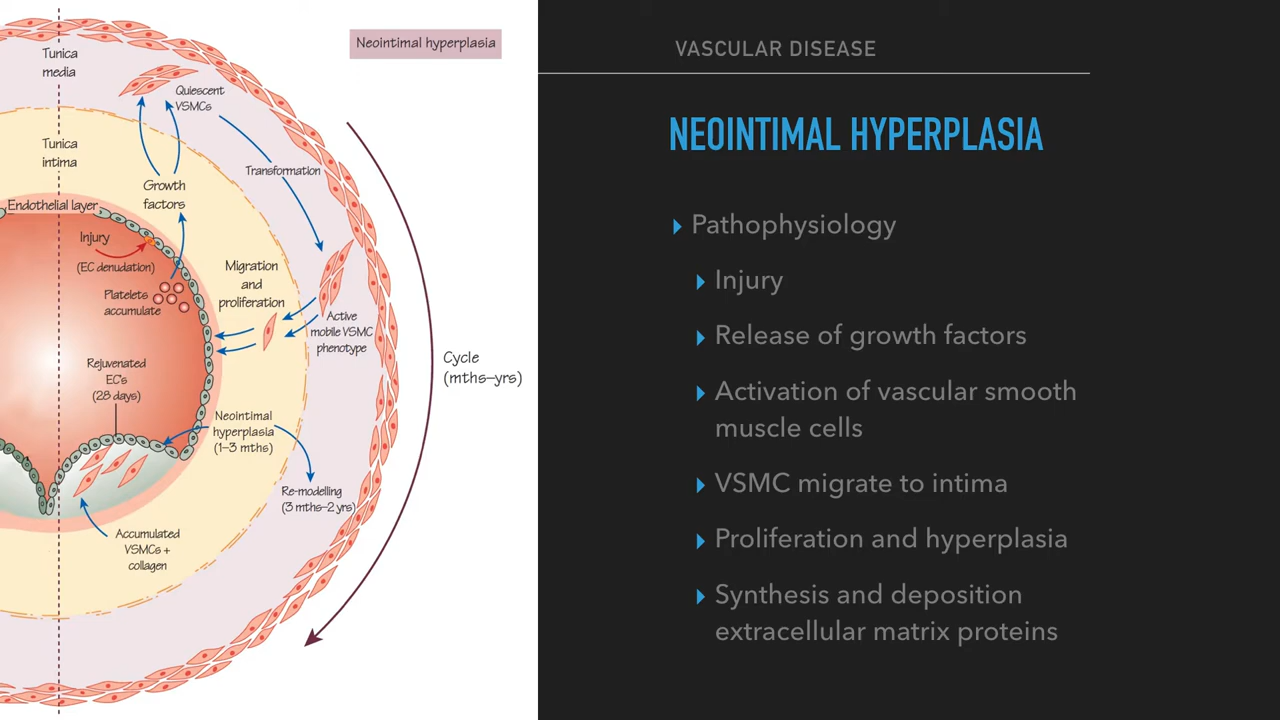 Neointimal hyperplasia
Tunica
media
Quiescent
VSMCs
Tunica
intima
Transformation
Growth
factors
Endothelial layer
Injury
(EC denudation)
Migration
and
proliferation
Platelets
accumulate
Active
mobile VSMC
phenotype
Rejuvenated
EC's
(28 days)
Cycle
(mths–yrs)
Neointimal
hyperplasia
(1–3 mths)
Re-modelling
(3 mths–2 yrs)
Accumulated
VSMCs +
collagen
VASCULAR DISEASE
NEOINTIMAL HYPERPLASIA
Pathophysiology
Injury
Release of growth factors
Activation of vascular smooth
muscle cells
VSMC migrate to intima
Proliferation and hyperplasia
Synthesis and deposition
extracellular matrix proteins